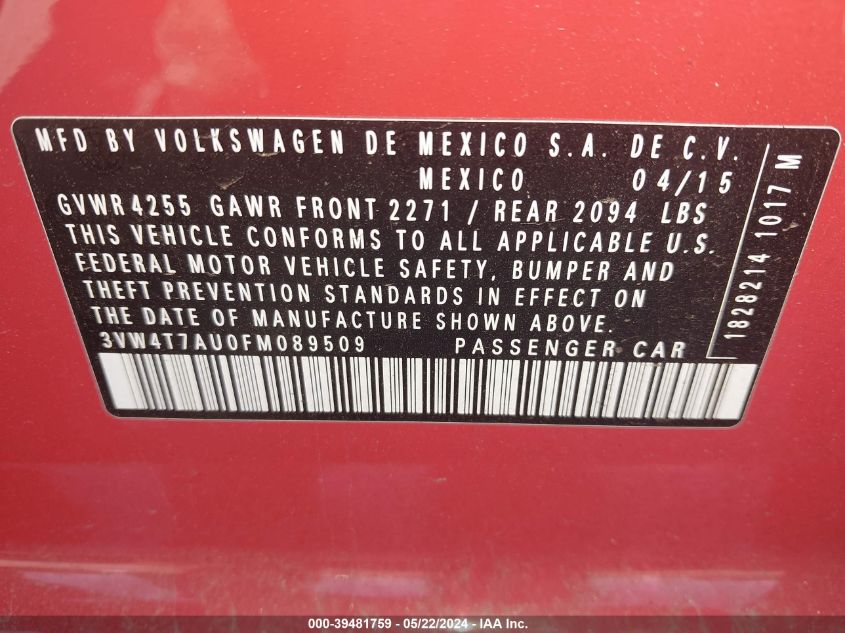 MFD BY VOLKSWAGEN DE MEXICO S.A. DE C.V.
MEXICO 04/15
GVWR 4255 GAWR FRONT 2271 / REAR 2094 LBS
THIS VEHICLE CONFORMS TO ALL APPLICABLE U.S.
FEDERAL MOTOR VEHICLE SAFETY, BUMPER AND
THEFT PREVENTION STANDARDS IN EFFECT ON
THE DATE OF MANUFACTURE SHOWN ABOVE.
3VW4T7AU0FM089509 PASSENGER CAR
1828214 1017 M
000-39481759 - 05/22/2024 - IAA Inc.